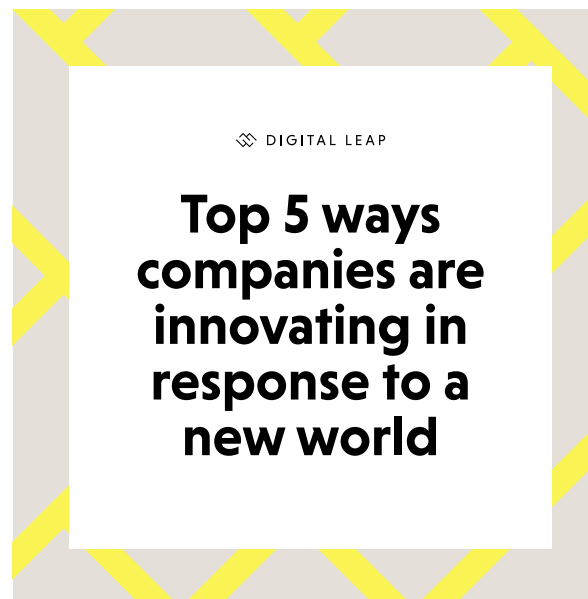 DIGITAL LEAP
Top 5 ways
companies are
innovating in
response to a
new world